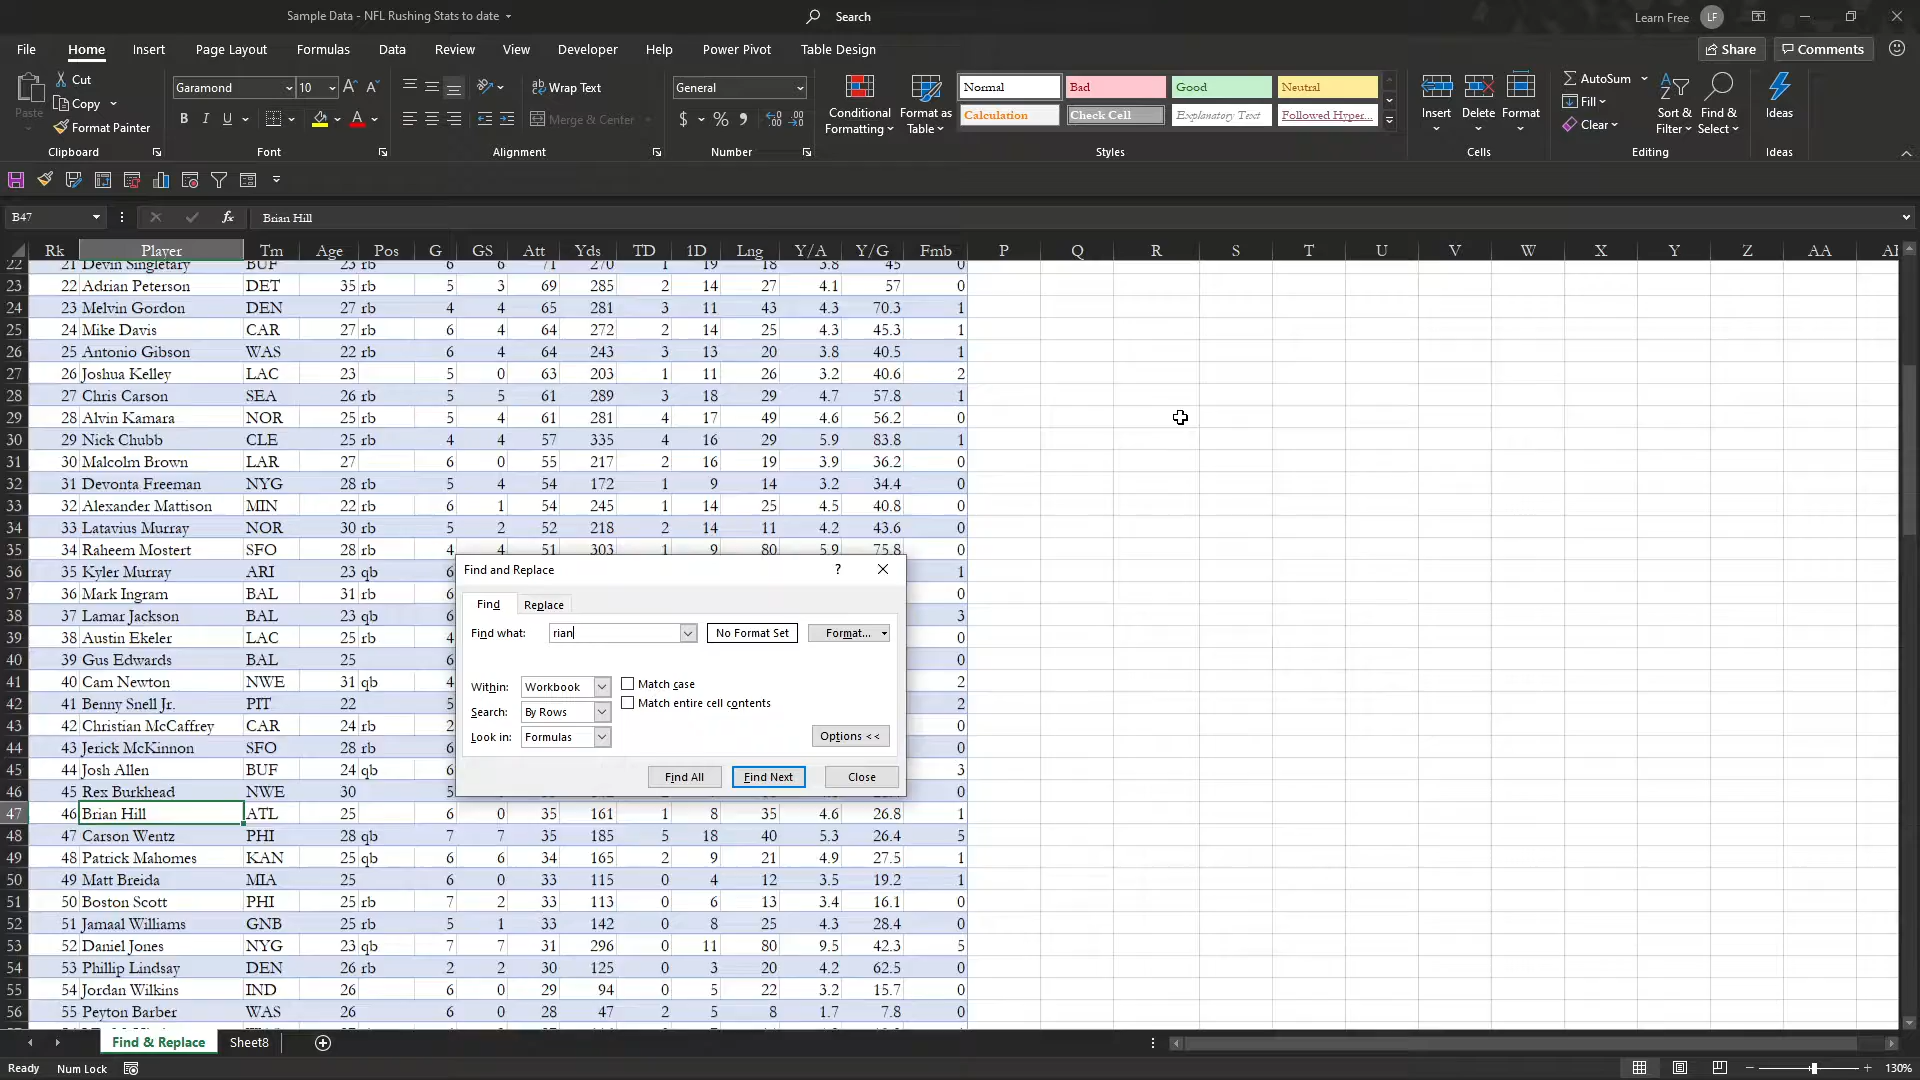 Sample Data - NFL Rushing Stats to date
Search
Learn Free LF
File Home Insert Page Layout Formulas Data Review View Developer Help Power Pivot Table Design Share Comments
Paste Cut Copy Format Painter Clipboard
Garamond 10 A A B I U A Font
Wrap Text Merge & Center Alignment
General $ % 9 Number
Conditional Formatting Format as Table
Normal Bad Good Neutral
Calculation Check Cell Explanatory Text Followed Hyper...
Styles
Insert Delete Format Cells
AutoSum Fill Clear Sort & Filter Find & Select Editing
Ideas Ideas
B47 fx Brian Hill
Rk Player Tm Age Pos G GS Att Yds TD 1D Lng Y/A Y/G Fmb P Q R S T U V W X Y Z AA
22 21 Devin Singletary BUF 23 rb 6 6 71 270 1 19 18 3.8 45 0
23 22 Adrian Peterson DET 35 rb 5 3 69 285 2 14 27 4.1 57 0
24 23 Melvin Gordon DEN 27 rb 4 4 65 281 3 11 43 4.3 70.3 1
25 24 Mike Davis CAR 27 rb 6 4 64 272 2 14 25 4.3 45.3 1
26 25 Antonio Gibson WAS 22 rb 6 4 64 243 3 13 20 3.8 40.5 1
27 26 Joshua Kelley LAC 23 5 0 63 203 1 11 26 3.2 40.6 2
28 27 Chris Carson SEA 26 rb 5 5 61 289 3 18 29 4.7 57.8 1
29 28 Alvin Kamara NOR 25 rb 5 4 61 281 4 17 49 4.6 56.2 0
30 29 Nick Chubb CLE 25 rb 4 4 57 335 4 16 29 5.9 83.8 1
31 30 Malcolm Brown LAR 27 6 0 55 217 2 16 19 3.9 36.2 0
32 31 Devonta Freeman NYG 28 rb 5 4 54 172 1 9 14 3.2 34.4 0
33 32 Alexander Mattison MIN 22 rb 6 1 54 245 1 14 25 4.5 40.8 0
34 33 Latavius Murray NOR 30 rb 5 2 52 218 2 14 11 4.2 43.6 0
35 34 Raheem Mostert SFO 28 rb 4 4 51 303 1 9 80 5.9 75.8 0
36 35 Kyler Murray ARI 23 qb 6 1
37 36 Mark Ingram BAL 31 rb 6 0
38 37 Lamar Jackson BAL 23 qb 6 3
39 38 Austin Ekeler LAC 25 rb 4 0
40 39 Gus Edwards BAL 25 6 0
41 40 Cam Newton NWE 31 qb 4 2
42 41 Benny Snell Jr. PIT 22 5 2
43 42 Christian McCaffrey CAR 24 rb 2 0
44 43 Jerick McKinnon SFO 28 rb 6 0
45 44 Josh Allen BUF 24 qb 6 3
46 45 Rex Burkhead NWE 30 5 0
47 46 Brian Hill ATL 25 6 0 35 161 1 8 35 4.6 26.8 1
48 47 Carson Wentz PHI 28 qb 7 7 35 185 5 18 40 5.3 26.4 5
49 48 Patrick Mahomes KAN 25 qb 6 6 34 165 2 9 21 4.9 27.5 1
50 49 Matt Breida MIA 25 6 0 33 115 0 4 12 3.5 19.2 1
51 50 Boston Scott PHI 25 rb 7 2 33 113 0 6 13 3.4 16.1 0
52 51 Jamaal Williams GNB 25 rb 5 1 33 142 0 8 25 4.3 28.4 0
53 52 Daniel Jones NYG 23 qb 7 7 31 296 0 11 80 9.5 42.3 5
54 53 Phillip Lindsay DEN 26 rb 2 2 30 125 0 3 20 4.2 62.5 0
55 54 Jordan Wilkins IND 26 6 0 29 94 0 5 22 3.2 15.7 0
56 55 Peyton Barber WAS 26 6 0 28 47 2 5 8 1.7 7.8 0
Find and Replace ?
Find Replace
Find what: rian No Format Set Format...
Within: Workbook Match case
Search: By Rows Match entire cell contents
Look in: Formulas Options <<
Find All Find Next Close
Find & Replace Sheet8
Ready Num Lock 130%